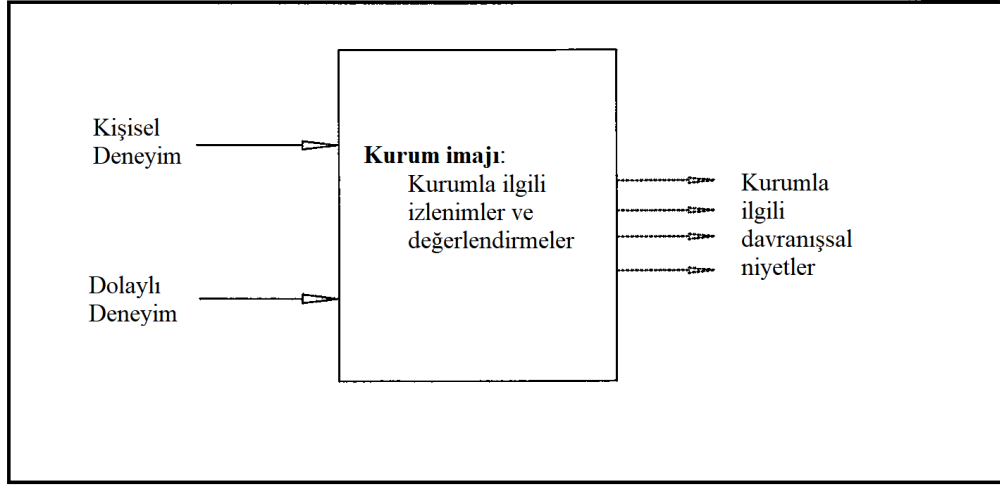 Kişisel
Deneyim
Dolaylı
Deneyim
Kurum imajı:
Kurumla ilgili
izlenimler ve
değerlendirmeler
Kurumla
ilgili
davranışsal
niyetler